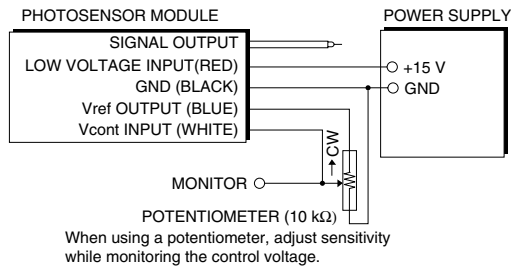 PHOTOSENSOR MODULE
POWER SUPPLY
SIGNAL OUTPUT
LOW VOLTAGE INPUT(RED)
+15 V
GND (BLACK)
GND
Vref OUTPUT (BLUE)
Vcont INPUT (WHITE)
CW
MONITOR
POTENTIOMETER (10 kΩ)
When using a potentiometer, adjust sensitivity
while monitoring the control voltage.